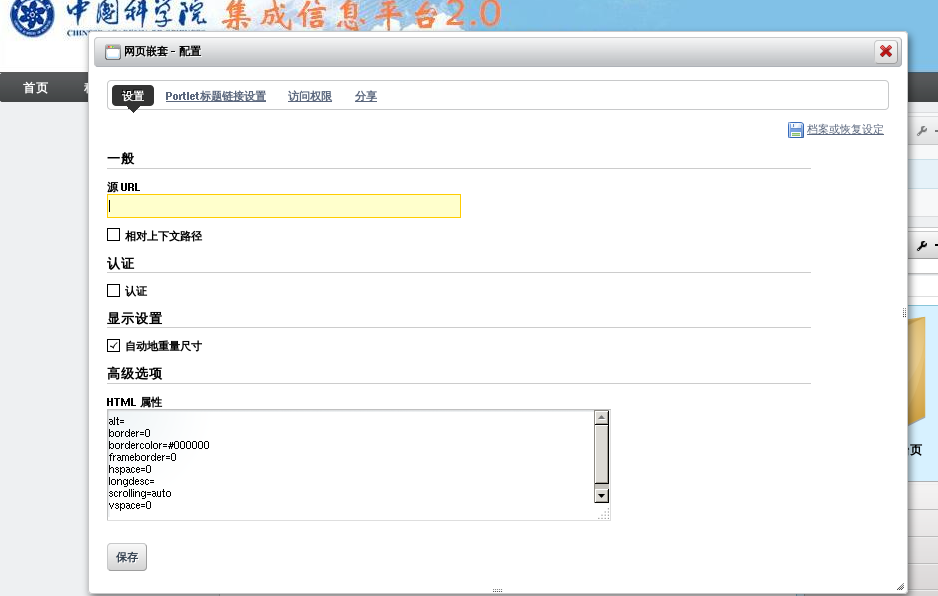 中国科学院 集成信息平台2.0
网页嵌套 - 配置
首页
设置 Portlet标题链接设置 访问权限 分享
档案或恢复设定
一般
源 URL
相对上下文路径
认证
认证
显示设置
自动地重量尺寸
高级选项
页
HTML 属性
alt=
border=0
bordercolor=#000000
frameborder=0
hspace=0
longdesc=
scrolling=auto
vspace=0
保存